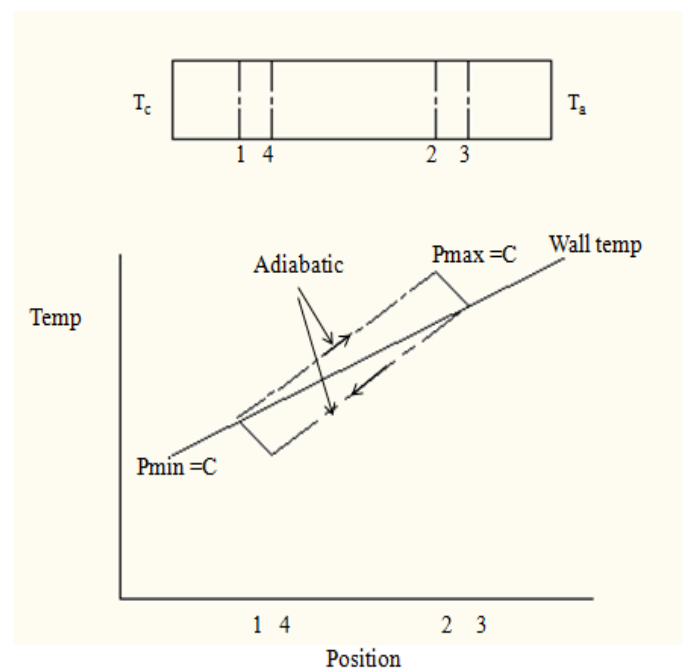 Tc Ta
1 4 2 3
Wall temp
Pmax =C
Adiabatic
Temp
Pmin =C
1 4 2 3
Position